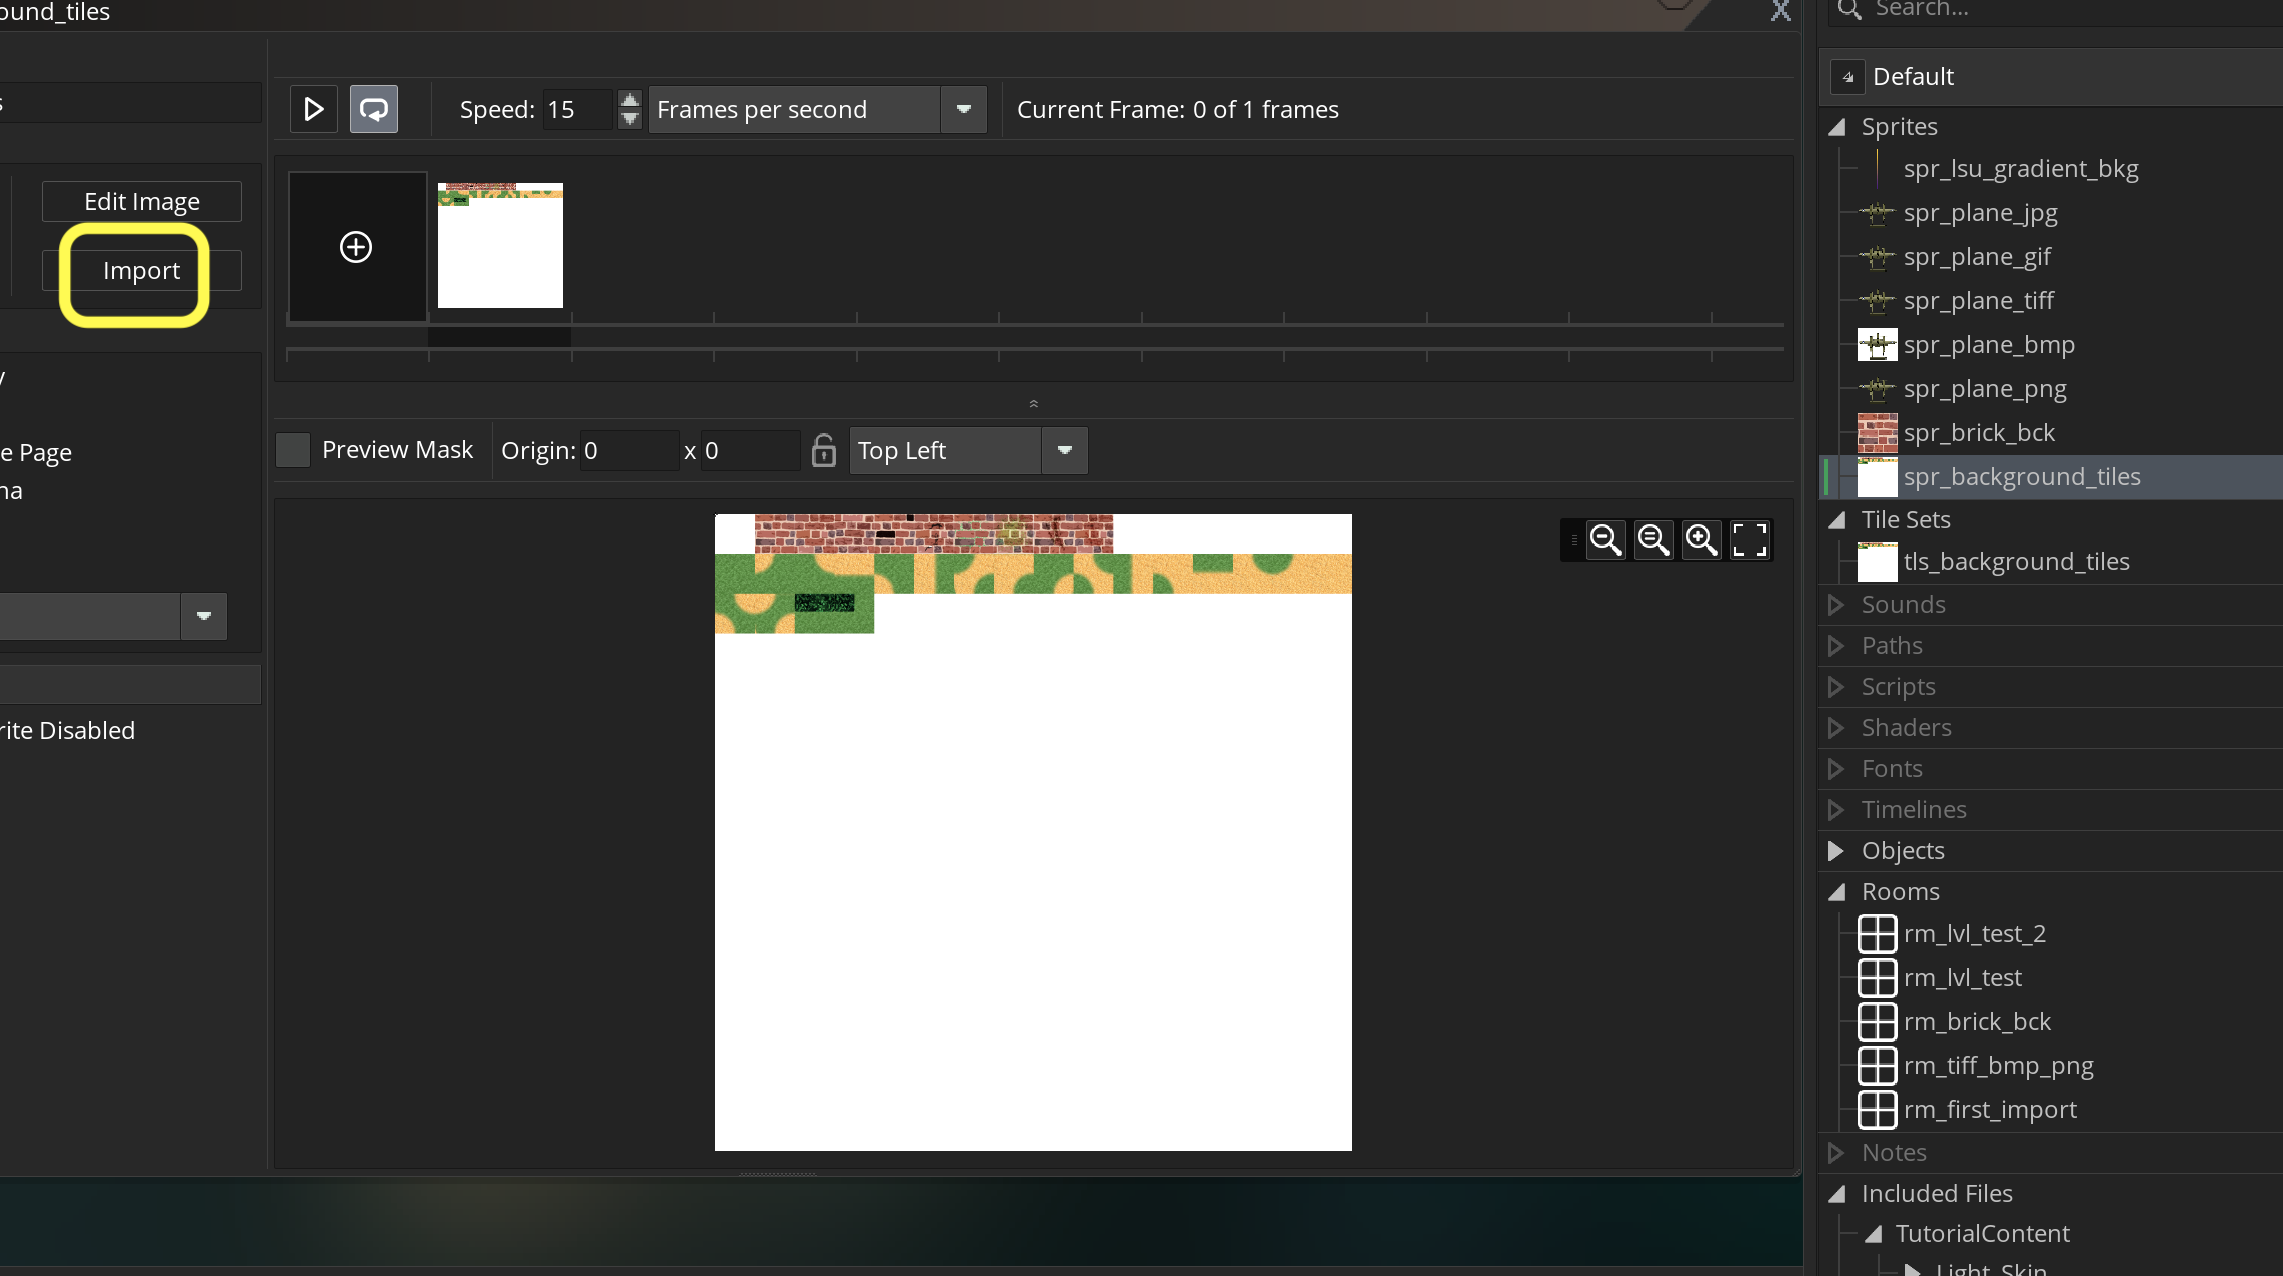 ound_tiles
s
Edit Image
Import
y
e Page
na
rite Disabled
Speed: 15
Frames per second
Current Frame: 0 of 1 frames
Preview Mask
Origin: 0 x 0
Top Left
Search...
Default
Sprites
spr_lsu_gradient_bkg
spr_plane_jpg
spr_plane_gif
spr_plane_tiff
spr_plane_bmp
spr_plane_png
spr_brick_bck
spr_background_tiles
Tile Sets
tls_background_tiles
Sounds
Paths
Scripts
Shaders
Fonts
Timelines
Objects
Rooms
rm_lvl_test_2
rm_lvl_test
rm_brick_bck
rm_tiff_bmp_png
rm_first_import
Notes
Included Files
TutorialContent
Light_Skin